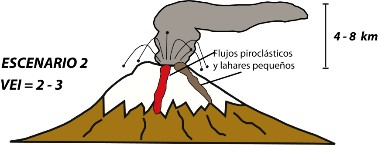 4 - 8 km
Flujos piroclásticos
y lahares pequeños
ESCENARIO 2
VEI = 2 - 3